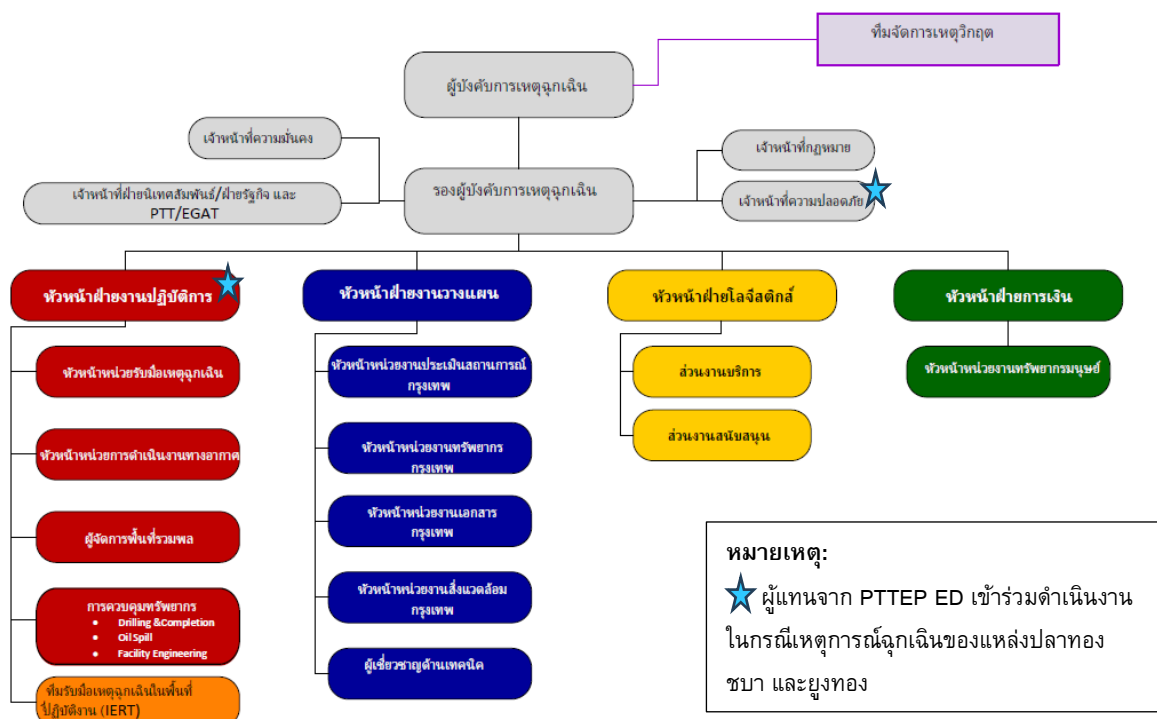 ทีมจัดการเหตุวิกฤต
ผู้บังคับการเหตุฉุกเฉิน
เจ้าหน้าที่ความมั่นคง
เจ้าหน้าที่กฎหมาย
รองผู้บังคับการเหตุฉุกเฉิน
เจ้าหน้าที่ฝ่ายนิเทศสัมพันธ์/ฝ่ายรัฐกิจ และ
PTT/EGAT
เจ้าหน้าที่ความปลอดภัย
หัวหน้าฝ่ายงานปฏิบัติการ
หัวหน้าฝ่ายงานวางแผน
หัวหน้าฝ่ายโลจิสติกส์
หัวหน้าฝ่ายการเงิน
หัวหน้าหน่วยรับมือเหตุฉุกเฉิน
หัวหน้าหน่วยงานประเมินสถานการณ์
กรุงเทพ
ส่วนงานบริการ
หัวหน้าหน่วยงานทรัพยากรมนุษย์
หัวหน้าหน่วยการดำเนินงานทางอากาศ
หัวหน้าหน่วยงานทรัพยากร
กรุงเทพ
ส่วนงานสนับสนุน
ผู้จัดการพื้นที่รวมพล
หัวหน้าหน่วยงานเอกสาร
กรุงเทพ
การควบคุมทรัพยากร
• Drilling &Completion
• Oil Spill
• Facility Engineering
หัวหน้าหน่วยงานสิ่งแวดล้อม
กรุงเทพ
ทีมรับมือเหตุฉุกเฉินในพื้นที่
ปฏิบัติงาน (IERT)
ผู้เชี่ยวชาญด้านเทคนิค
หมายเหตุ:
ผู้แทนจาก PTTEP ED เข้าร่วมดำเนินงาน
ในกรณีเหตุการณ์ฉุกเฉินของแหล่งปลาทอง
ชบา และยูงทอง